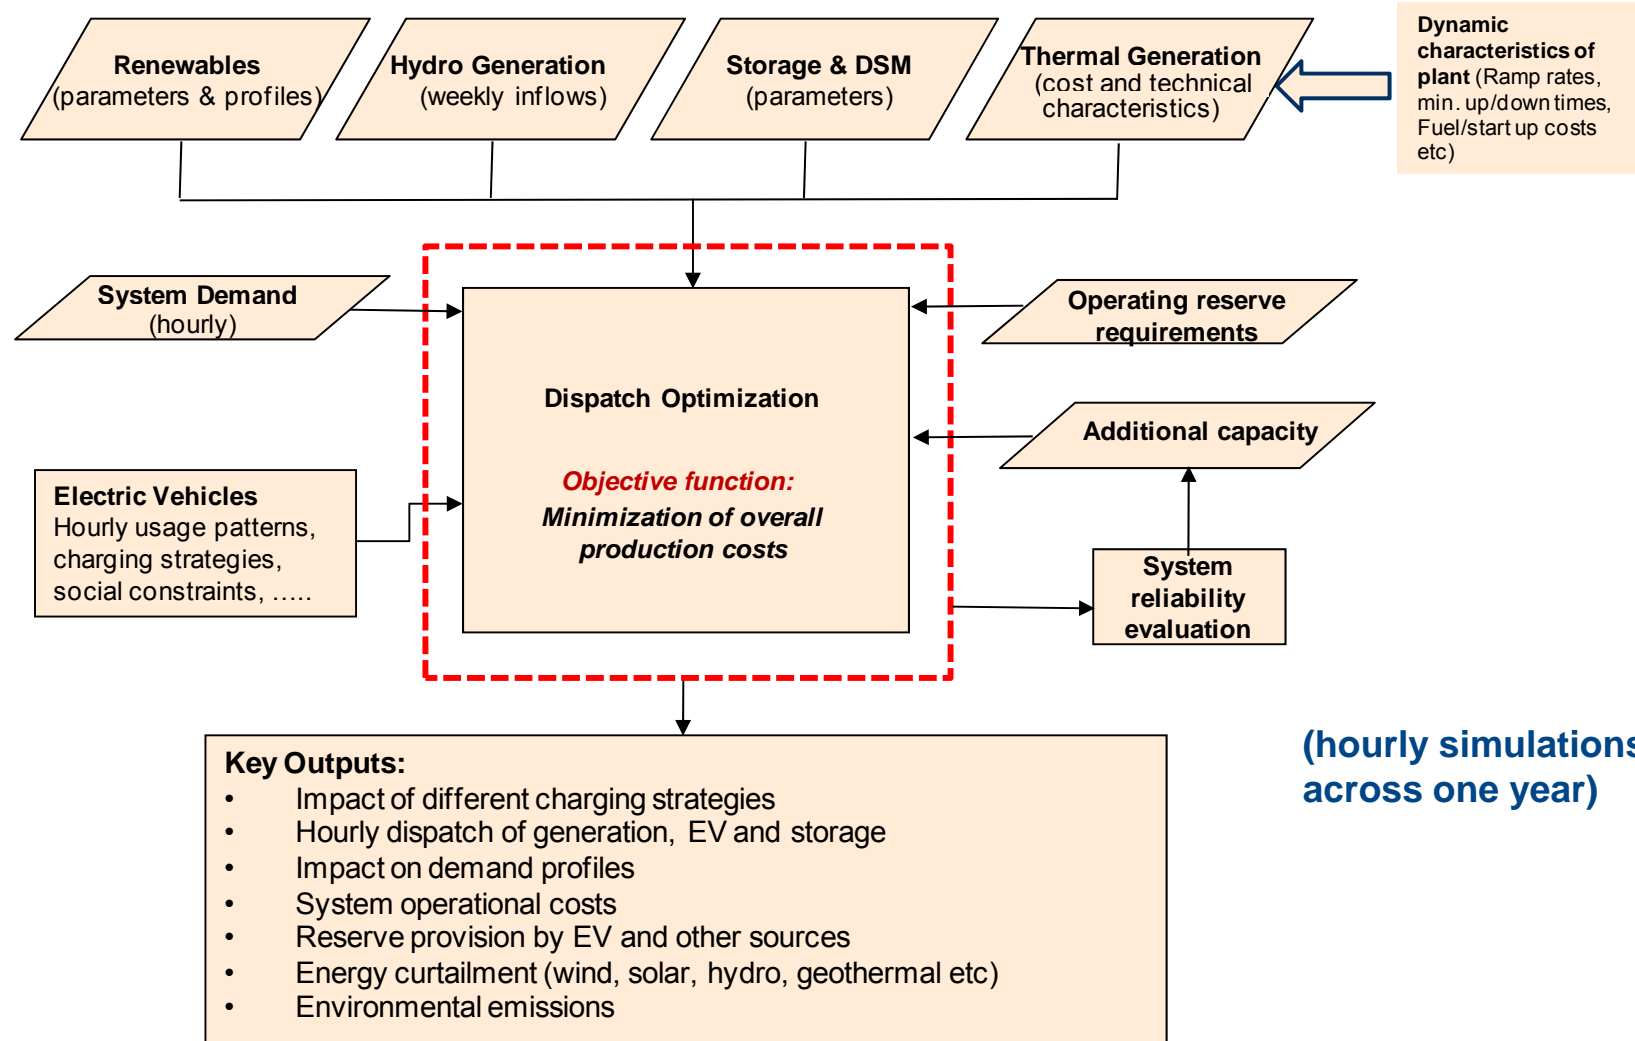 Renewables
(parameters & profiles)
Hydro Generation
(weekly inflows)
Storage & DSM
(parameters)
Thermal Generation
(cost and technical
characteristics)
Dynamic
characteristics of
plant (Ramp rates,
min. up/down times,
Fuel/start up costs
etc)
System Demand
(hourly)
Operating reserve
requirements
Dispatch Optimization
Objective function:
Minimization of overall
production costs
Additional capacity
Electric Vehicles
Hourly usage patterns,
charging strategies,
social constraints, .....
System
reliability
evaluation
(hourly simulations
across one year)
Key Outputs:
• Impact of different charging strategies
• Hourly dispatch of generation, EV and storage
• Impact on demand profiles
• System operational costs
• Reserve provision by EV and other sources
• Energy curtailment (wind, solar, hydro, geothermal etc)
• Environmental emissions